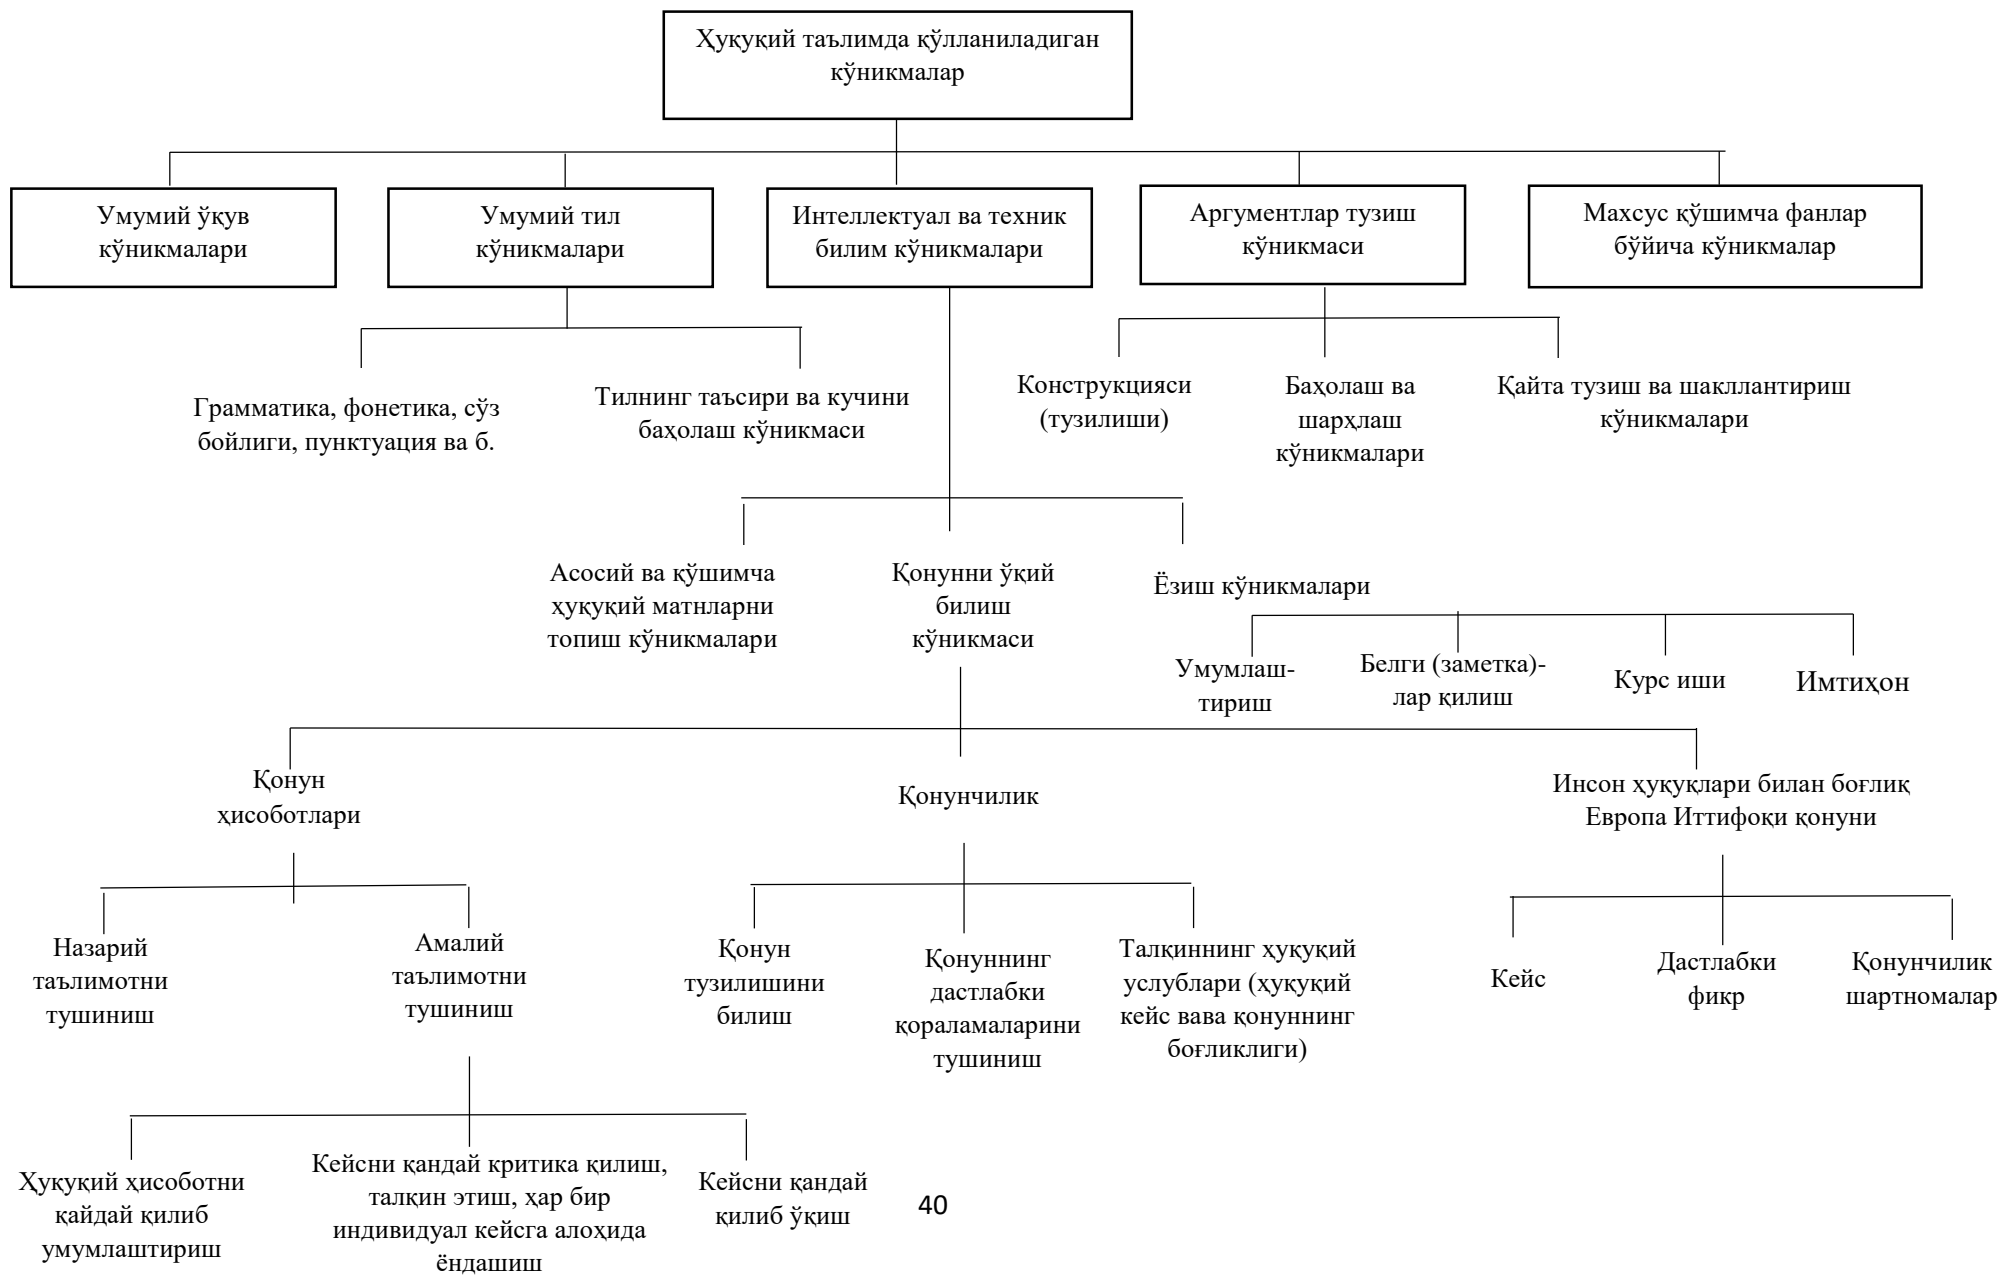 Ҳуқуқий таълимда қўлланиладиган
кўникмалар
Умумий ўқув
кўникмалари
Умумий тил
кўникмалари
Интеллектуал ва техник
билим кўникмалари
Аргументлар тузиш
кўникмаси
Махсус қўшимча фанлар
бўйича кўникмалар
Грамматика, фонетика, сўз
бойлиги, пунктуация ва б.
Тилнинг таъсири ва кучини
баҳолаш кўникмаси
Конструкцияси
(тузилиши)
Баҳолаш ва
шарҳлаш
кўникмалари
Қайта тузиш ва шакллантириш
кўникмалари
Асосий ва қўшимча
ҳуқуқий матнларни
топиш кўникмалари
Қонунни ўқий
билиш
кўникмаси
Ёзиш кўникмалари
Умумлаш-
тириш
Белги (заметка)-
лар қилиш
Курс иши
Имтиҳон
Қонун
ҳисоботлари
Қонунчилик
Инсон ҳуқуқлари билан боғлиқ
Европа Иттифоқи қонуни
Назарий
таълимотни
тушиниш
Амалий
таълимотни
тушиниш
Қонун
тузилишини
билиш
Қонуннинг
дастлабки
қораламаларини
тушиниш
Талқиннинг ҳуқуқий
услублари (ҳуқуқий
кейс вава қонуннинг
боғликлиги)
Кейс
Дастлабки
фикр
Қонунчилик
шартномалар
Ҳуқуқий ҳисоботни
қайдай қилиб
умумлаштириш
Кейсни қандай критика қилиш,
талқин этиш, ҳар бир
индивидуал кейсга алоҳида
ёндашиш
Кейсни қандай
қилиб ўқиш
40